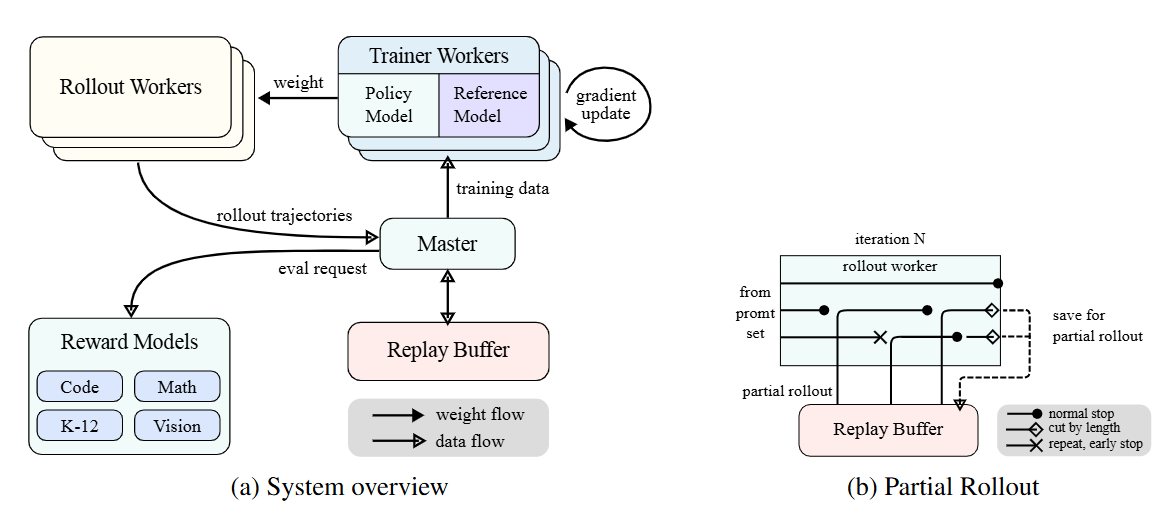 Rollout Workers
weight
Trainer Workers
Policy
Model
Reference
Model
gradient
update
training data
rollout trajectories
Master
eval request
Reward Models
Code
Math
K-12
Vision
Replay Buffer
weight flow
data flow
(a) System overview
iteration N
rollout worker
from
promt
set
save for
partial rollout
partial rollout
Replay Buffer
normal stop
cut by length
repeat, early stop
(b) Partial Rollout